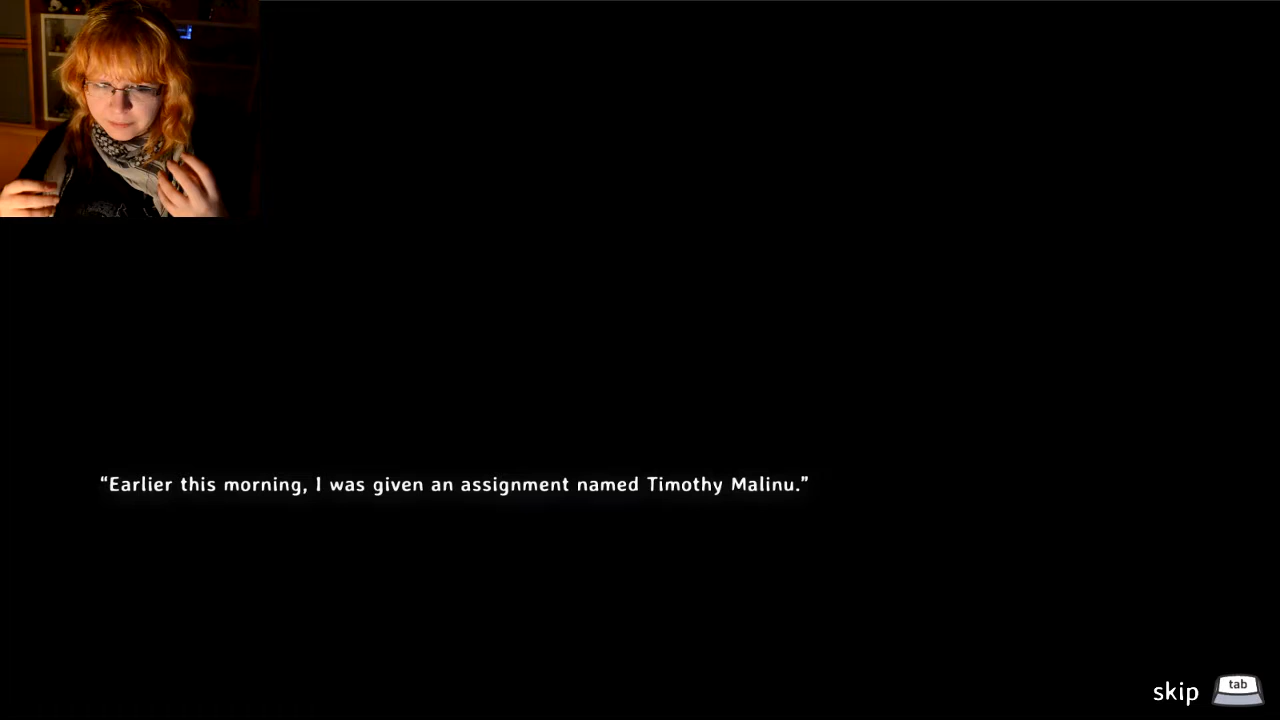 “Earlier this morning, I was given an assignment named Timothy Malinu.”
skip tab